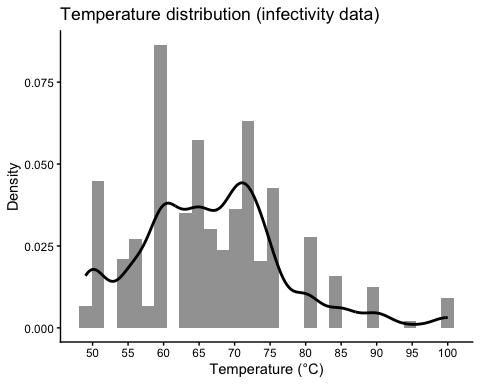 Temperature distribution (infectivity data)
0.075
0.050
0.025
0.000
Density
50 55 60 65 70 75 80 85 90 95 100
Temperature (°C)